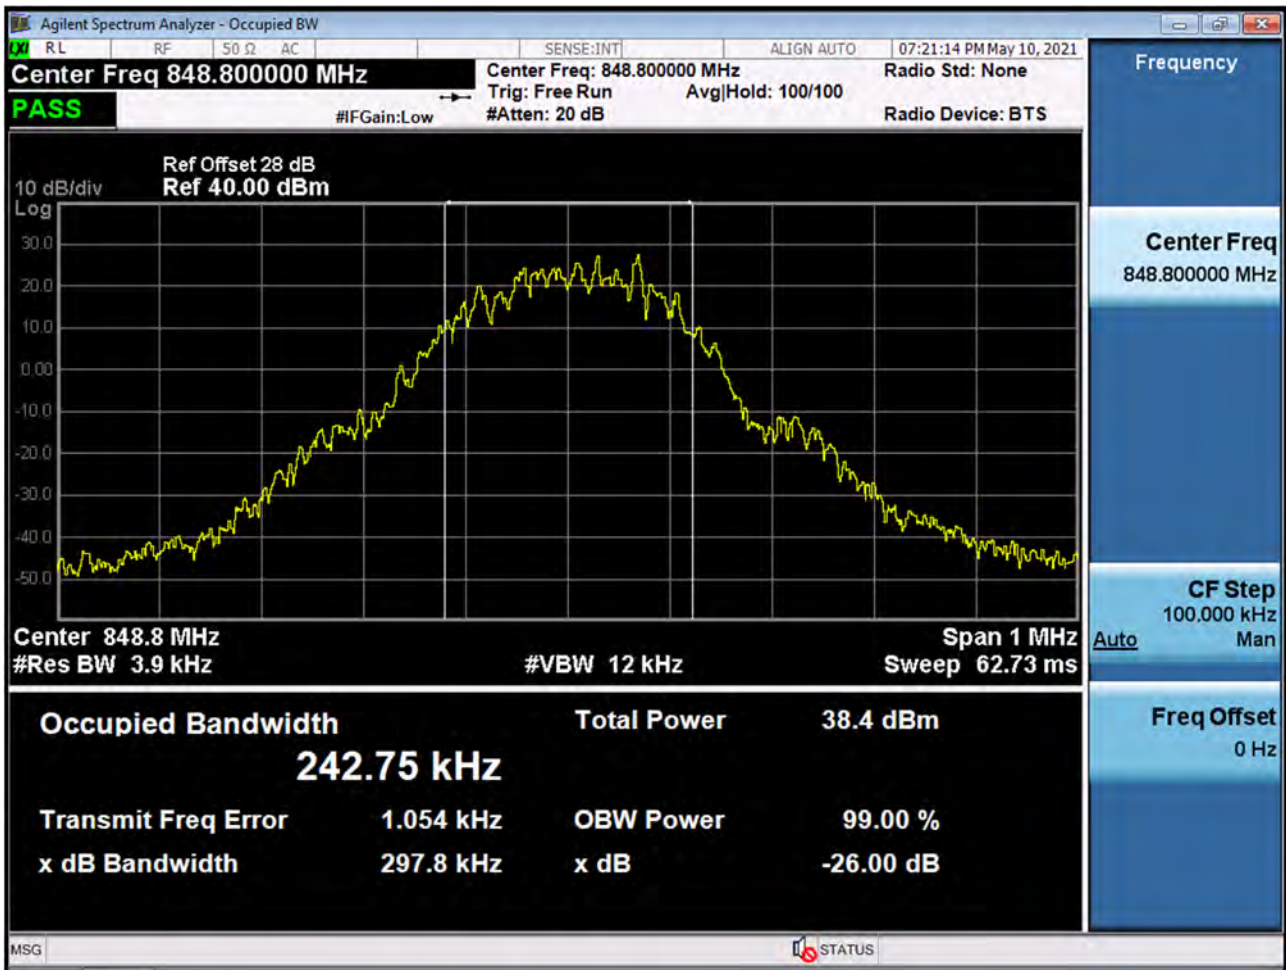 Agilent Spectrum Analyzer - Occupied BW
LXI RL RF 50 Ω AC SENSE:INT ALIGN AUTO 07:21:14 PM May 10, 2021
Center Freq 848.800000 MHz
PASS
#IFGain:Low
Center Freq: 848.800000 MHz
Trig: Free Run Avg|Hold: 100/100
#Atten: 20 dB
Radio Std: None
Radio Device: BTS
Ref Offset 28 dB
10 dB/div Ref 40.00 dBm
Log
30.0
20.0
10.0
0.00
-10.0
-20.0
-30.0
-40.0
-50.0
Center 848.8 MHz Span 1 MHz
#Res BW 3.9 kHz #VBW 12 kHz Sweep 62.73 ms
Occupied Bandwidth Total Power 38.4 dBm
242.75 kHz
Transmit Freq Error 1.054 kHz OBW Power 99.00 %
x dB Bandwidth 297.8 kHz x dB -26.00 dB
MSG STATUS
Frequency
Center Freq
848.800000 MHz
CF Step
100.000 kHz
Auto Man
Freq Offset
0 Hz